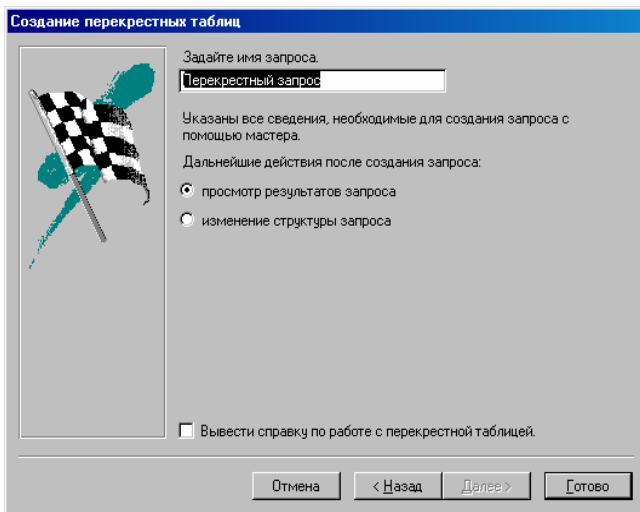 Создание перекрестных таблиц
Задайте имя запроса.
Перекрестный запрос
Указаны все сведения, необходимые для создания запроса с
помощью мастера.
Дальнейшие действия после создания запроса:
просмотр результатов запроса
изменение структуры запроса
Вывести справку по работе с перекрестной таблицей.
Отмена
< Назад
Далее >
Готово